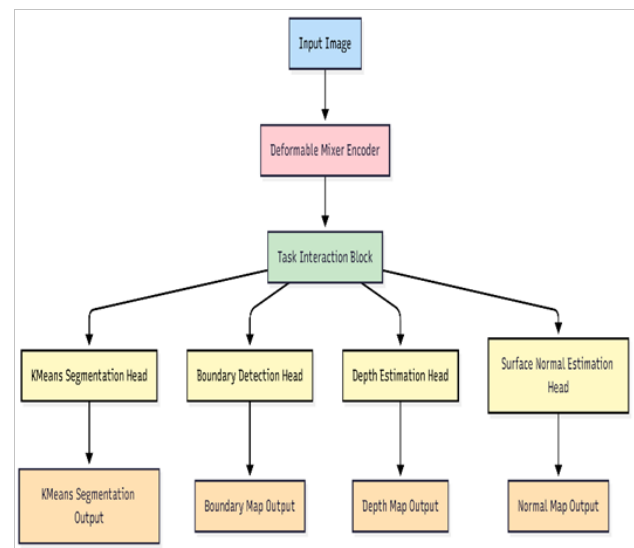 Input Image
Deformable Mixer Encoder
Task Interaction Block
KMeans Segmentation Head
Boundary Detection Head
Depth Estimation Head
Surface Normal Estimation
Head
KMeans Segmentation
Output
Boundary Map Output
Depth Map Output
Normal Map Output